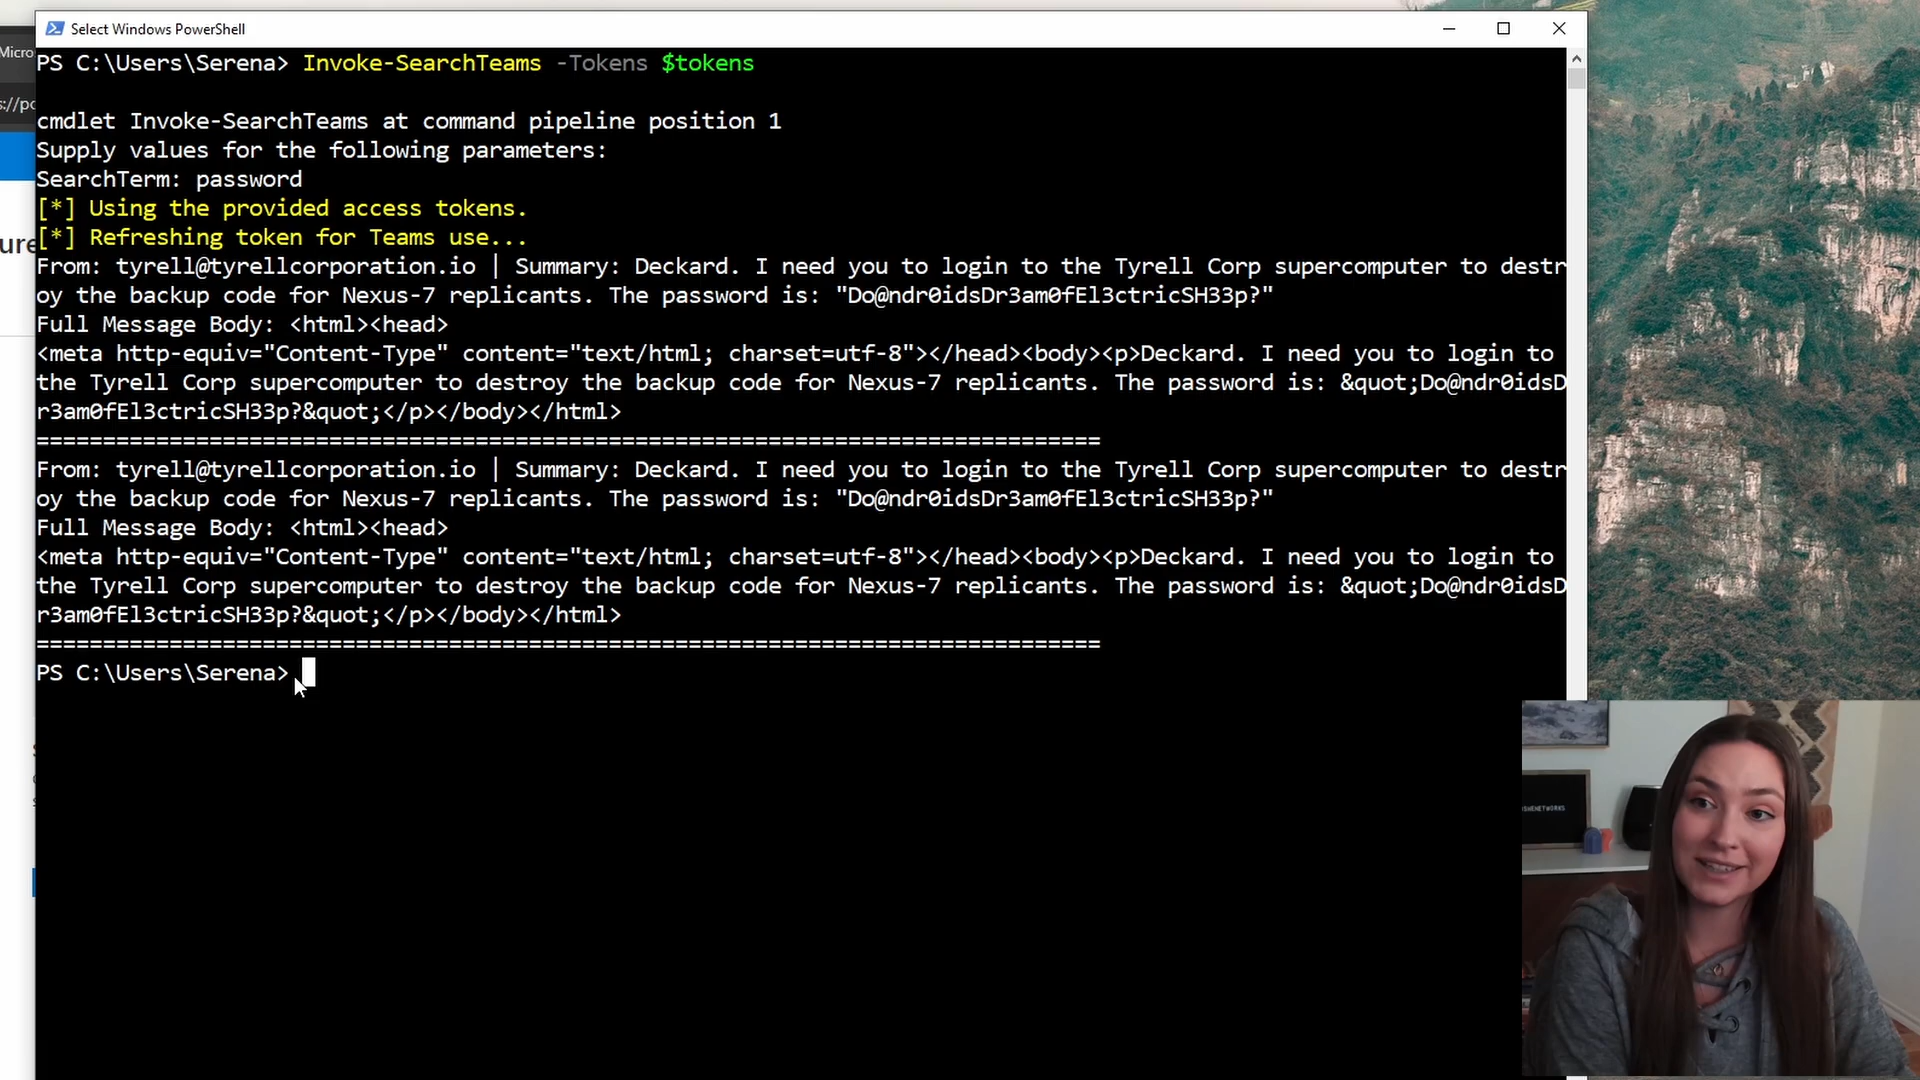 Select Windows PowerShell
Micro
s://po
ure
PS C:\Users\Serena> Invoke-SearchTeams -Tokens $tokens
cmdlet Invoke-SearchTeams at command pipeline position 1
Supply values for the following parameters:
SearchTerm: password
[*] Using the provided access tokens.
[*] Refreshing token for Teams use...
From: tyrell@tyrellcorporation.io | Summary: Deckard. I need you to login to the Tyrell Corp supercomputer to destr
oy the backup code for Nexus-7 replicants. The password is: "Do@ndr0idsDr3am0fEl3ctricSH33p?"
Full Message Body: <html><head>
<meta http-equiv="Content-Type" content="text/html; charset=utf-8"></head><body><p>Deckard. I need you to login to
the Tyrell Corp supercomputer to destroy the backup code for Nexus-7 replicants. The password is: &quot;Do@ndr0idsD
r3am0fEl3ctricSH33p?&quot;</p></body></html>
================================================================================
From: tyrell@tyrellcorporation.io | Summary: Deckard. I need you to login to the Tyrell Corp supercomputer to destr
oy the backup code for Nexus-7 replicants. The password is: "Do@ndr0idsDr3am0fEl3ctricSH33p?"
Full Message Body: <html><head>
<meta http-equiv="Content-Type" content="text/html; charset=utf-8"></head><body><p>Deckard. I need you to login to
the Tyrell Corp supercomputer to destroy the backup code for Nexus-7 replicants. The password is: &quot;Do@ndr0idsD
r3am0fEl3ctricSH33p?&quot;</p></body></html>
================================================================================
PS C:\Users\Serena>